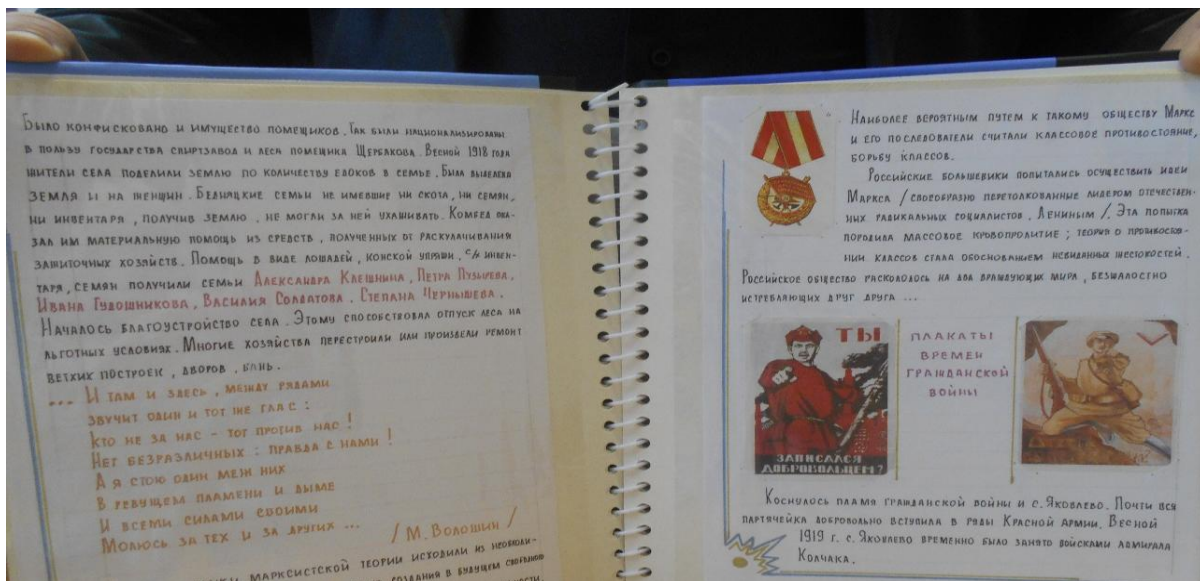 Было конфисковано и имущество помещиков. Так были национализированы
в пользу государства спиртзавод и леса помещика Щербакова. Весной 1918 года
жители села поделили землю по количеству едоков в семье. Была выделена
земля и на женщин. Бедняцкие семьи не имевшие ни скота, ни семян,
ни инвентаря, получив землю, не могли за ней ухаживать. Комбед ока-
зал им материальную помощь из средств, полученных от раскулачивания
зажиточных хозяйств. Помощь в виде лошадей, конской упряжи, с/х инвен-
таря, семян получили семьи Александра Клешнина, Петра Пузырева,
Ивана Гудошникова, Василия Солдатова, Степана Чернышева.
Началось благоустройство села. Этому способствовал отпуск леса на
льготных условиях. Многие хозяйства перестроили или произвели ремонт
ветхих построек, дворов, бань.
... И там и здесь, между рядами
звучит один и тот же глас:
Кто не за нас - тот против нас!
Нет безразличных: правда с нами!
А я стою один меж них
В ревущем пламени и дыме
И всеми силами своими
Молюсь за тех и за других ...
/М. Волошин/
марксистской теории исходили из необходи-
создания в будущем
Наиболее вероятным путем к такому обществу Маркс
и его последователи считали классовое противостояние,
борьбу классов.
Российские большевики попытались осуществить идеи
Маркса /своеобразно перетолкованные лидером отечествен-
них радикальных социалистов, Лениным/. Эта попытка
породила массовое кровопролитие; теория о противостоя-
нии классов стала обоснованием невиданных жестокостей.
Российское общество раскололось на два враждующих мира, безжалостно
истребляющих друг друга ...
ТЫ
ЗАПИСАЛСЯ
ДОБРОВОЛЬЦЕМ?
ПЛАКАТЫ
ВРЕМЕН
ГРАЖДАНСКОЙ
ВОЙНЫ
Коснулось пламя гражданской войны и с. Яковлево. Почти вся
партячейка добровольно вступила в ряды Красной Армии. Весной
1919 г. с. Яковлево временно было занято войсками адмирала
Колчака.